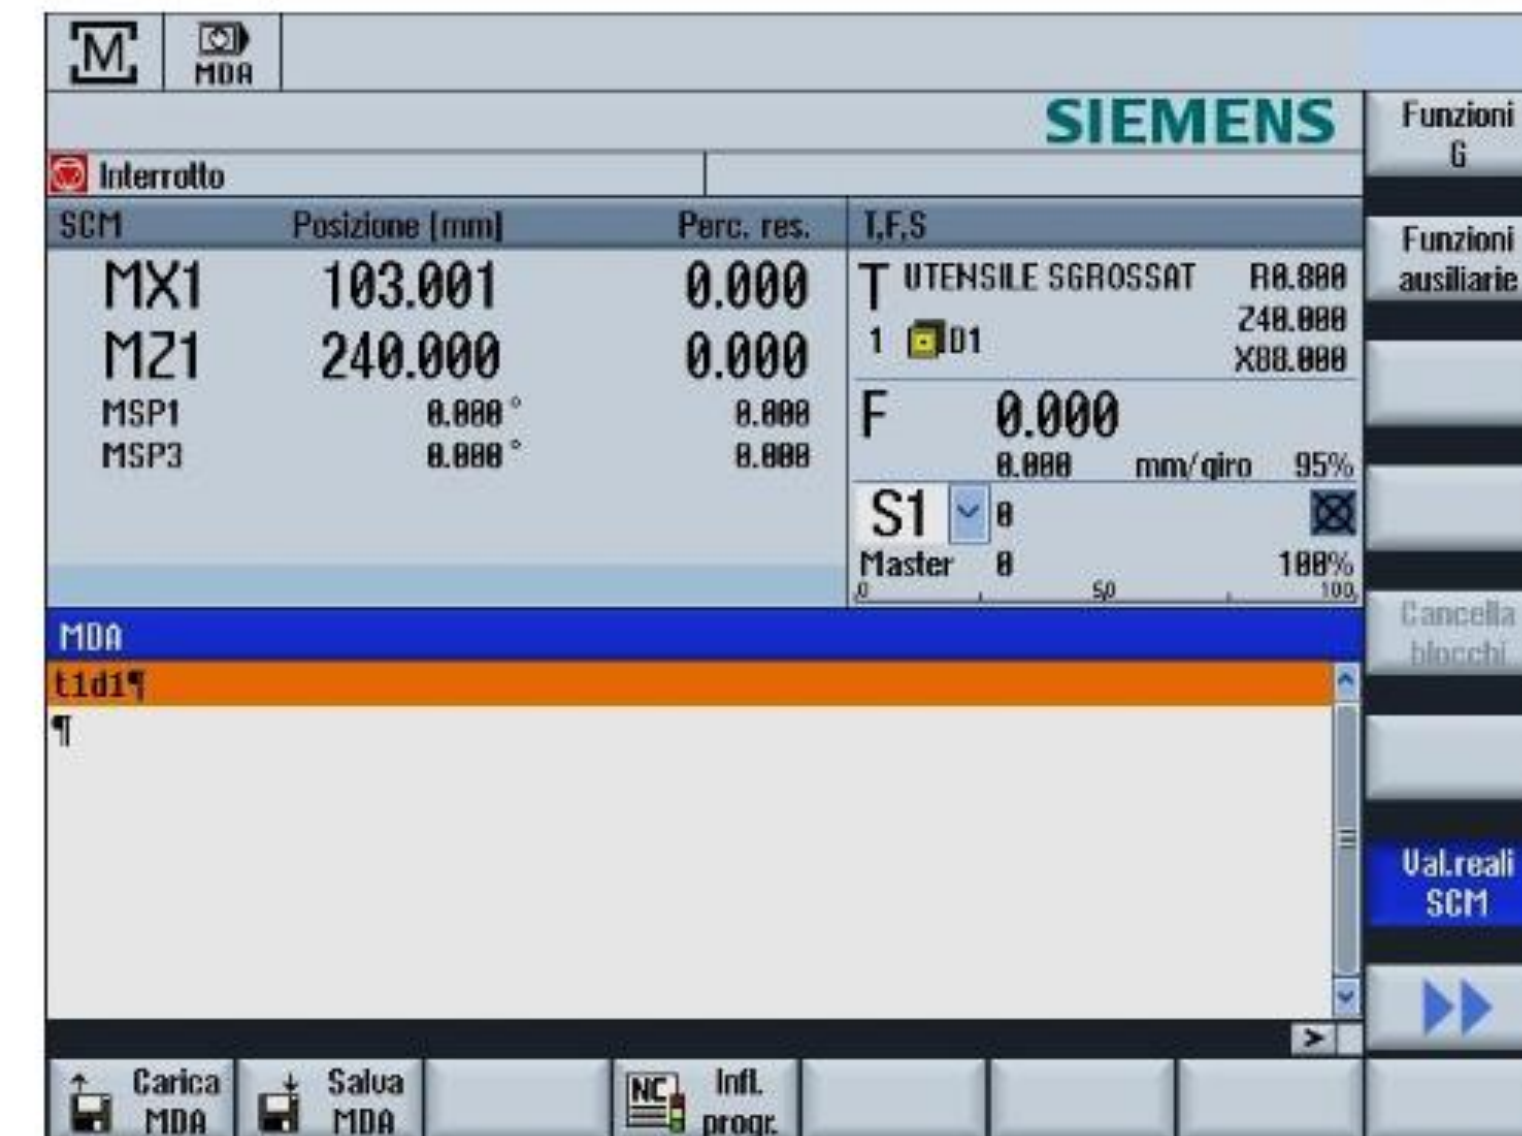 M
MDA
SIEMENS
Interrotto
SCM Posizione [mm] Perc. res.
MX1 103.001 0.000
MZ1 240.000 0.000
MSP1 0.000° 0.000
MSP3 0.000° 0.000
T,F,S
T UTENSILE SGROSSAT R0.800
1 D1 Z40.000
X88.000
F 0.000
0.000 mm/giro 95%
S1 0
Master 0 100%
0 50 100
MDA
t1d1¶
¶
Funzioni
G
Funzioni
ausiliarie
Cancella
blocchi
Val.reali
SCM
>
Carica
MDA
Salva
MDA
NC
Infl.
progr.